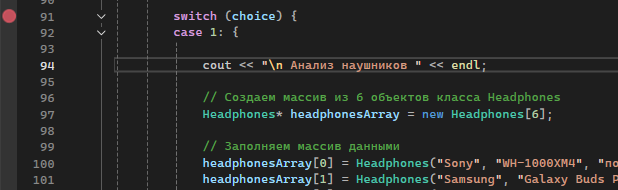 91 switch (choice) {
92 case 1: {
93
94 cout << "\n Анализ наушников " << endl;
95
96 // Создаем массив из 6 объектов класса Headphones
97 Headphones* headphonesArray = new Headphones[6];
98
99 // Заполняем массив данными
100 headphonesArray[0] = Headphones("Sony", "WH-1000XM4", "по
101 headphonesArray[1] = Headphones("Samsung", "Galaxy Buds P